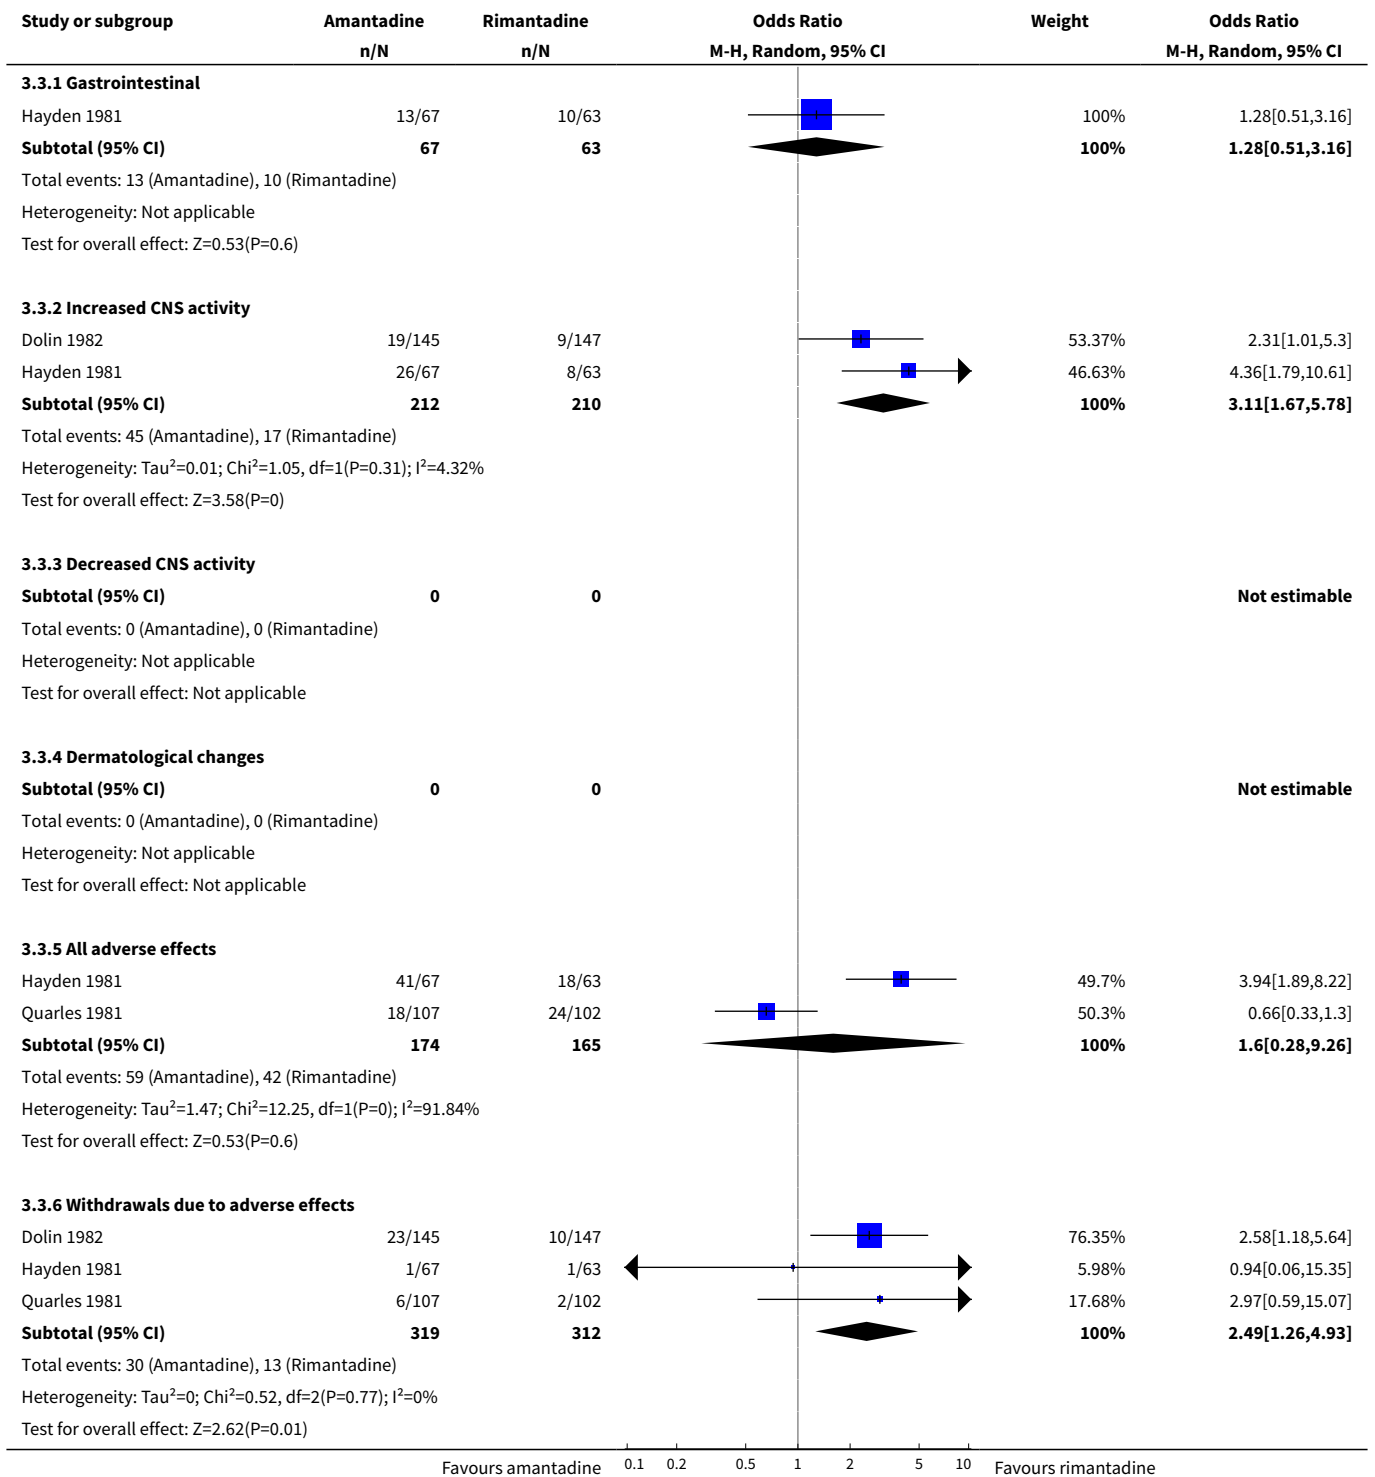 Study or subgroup Amantadine Rimantadine Odds Ratio Weight Odds Ratio
n/N n/N M-H, Random, 95% CI M-H, Random, 95% CI
3.3.1 Gastrointestinal
Hayden 1981 13/67 10/63 100% 1.28[0.51,3.16]
Subtotal (95% CI) 67 63 100% 1.28[0.51,3.16]
Total events: 13 (Amantadine), 10 (Rimantadine)
Heterogeneity: Not applicable
Test for overall effect: Z=0.53(P=0.6)
3.3.2 Increased CNS activity
Dolin 1982 19/145 9/147 53.37% 2.31[1.01,5.3]
Hayden 1981 26/67 8/63 46.63% 4.36[1.79,10.61]
Subtotal (95% CI) 212 210 100% 3.11[1.67,5.78]
Total events: 45 (Amantadine), 17 (Rimantadine)
Heterogeneity: Tau²=0.01; Chi²=1.05, df=1(P=0.31); I²=4.32%
Test for overall effect: Z=3.58(P=0)
3.3.3 Decreased CNS activity
Subtotal (95% CI) 0 0 Not estimable
Total events: 0 (Amantadine), 0 (Rimantadine)
Heterogeneity: Not applicable
Test for overall effect: Not applicable
3.3.4 Dermatological changes
Subtotal (95% CI) 0 0 Not estimable
Total events: 0 (Amantadine), 0 (Rimantadine)
Heterogeneity: Not applicable
Test for overall effect: Not applicable
3.3.5 All adverse effects
Hayden 1981 41/67 18/63 49.7% 3.94[1.89,8.22]
Quarles 1981 18/107 24/102 50.3% 0.66[0.33,1.3]
Subtotal (95% CI) 174 165 100% 1.6[0.28,9.26]
Total events: 59 (Amantadine), 42 (Rimantadine)
Heterogeneity: Tau²=1.47; Chi²=12.25, df=1(P=0); I²=91.84%
Test for overall effect: Z=0.53(P=0.6)
3.3.6 Withdrawals due to adverse effects
Dolin 1982 23/145 10/147 76.35% 2.58[1.18,5.64]
Hayden 1981 1/67 1/63 5.98% 0.94[0.06,15.35]
Quarles 1981 6/107 2/102 17.68% 2.97[0.59,15.07]
Subtotal (95% CI) 319 312 100% 2.49[1.26,4.93]
Total events: 30 (Amantadine), 13 (Rimantadine)
Heterogeneity: Tau²=0; Chi²=0.52, df=2(P=0.77); I²=0%
Test for overall effect: Z=2.62(P=0.01)
Favours amantadine 0.1 0.2 0.5 1 2 5 10 Favours rimantadine